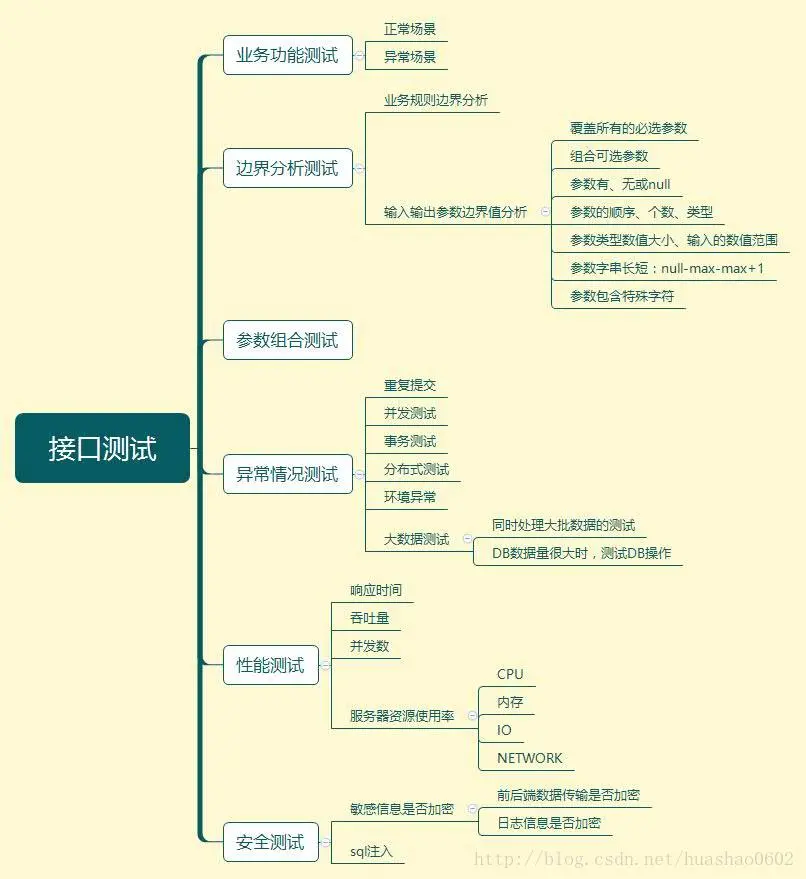 接口测试
业务功能测试
正常场景
异常场景
边界分析测试
业务规则边界分析
输入输出参数边界值分析
覆盖所有的必选参数
组合可选参数
参数有、无或null
参数的顺序、个数、类型
参数类型数值大小、输入的数值范围
参数字串长短：null-max-max+1
参数包含特殊字符
参数组合测试
异常情况测试
重复提交
并发测试
事务测试
分布式测试
环境异常
大数据测试
同时处理大批数据的测试
DB数据量很大时，测试DB操作
性能测试
响应时间
吞吐量
并发数
服务器资源使用率
CPU
内存
IO
NETWORK
安全测试
敏感信息是否加密
前后端数据传输是否加密
日志信息是否加密
sql注入
http://blog.csdn.net/huashao0602